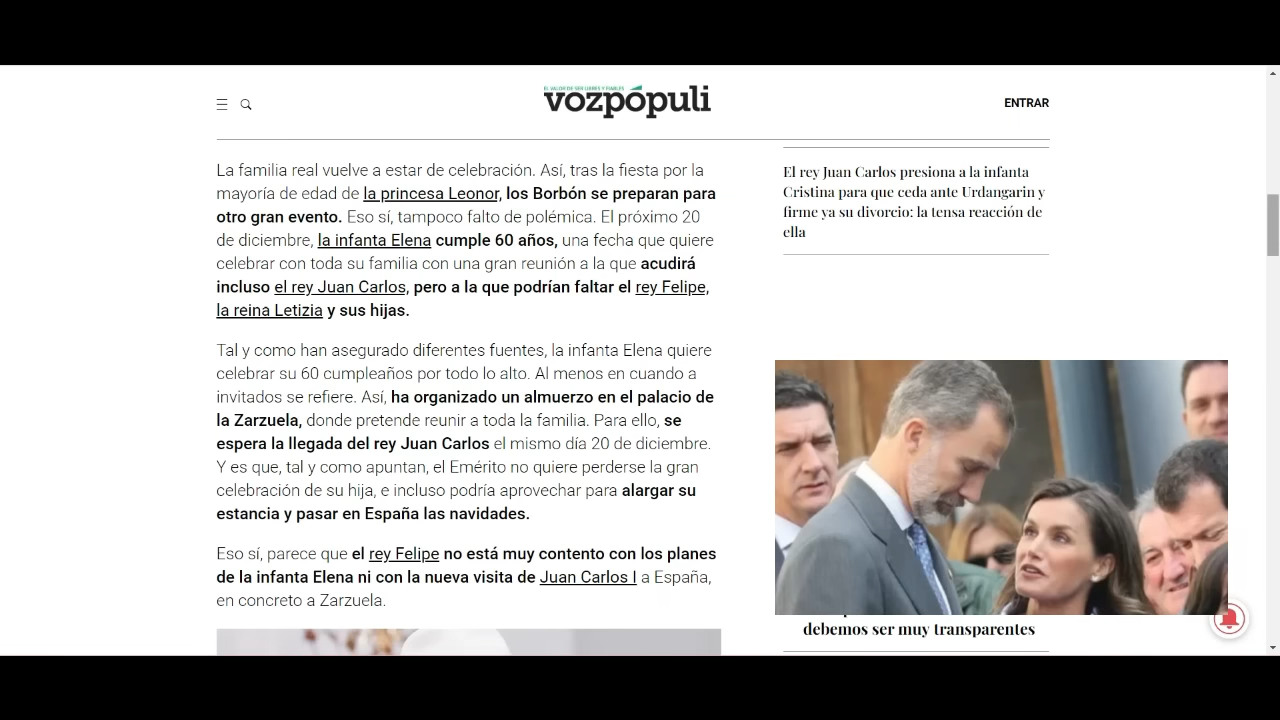 EL VALOR DE SER LIBRES Y FIABLES
vozpópuli
ENTRAR
La familia real vuelve a estar de celebración. Así, tras la fiesta por la
mayoría de edad de la princesa Leonor, los Borbón se preparan para
otro gran evento. Eso sí, tampoco falto de polémica. El próximo 20
de diciembre, la infanta Elena cumple 60 años, una fecha que quiere
celebrar con toda su familia con una gran reunión a la que acudirá
incluso el rey Juan Carlos, pero a la que podrían faltar el rey Felipe,
la reina Letizia y sus hijas.
Tal y como han asegurado diferentes fuentes, la infanta Elena quiere
celebrar su 60 cumpleaños por todo lo alto. Al menos en cuando a
invitados se refiere. Así, ha organizado un almuerzo en el palacio de
la Zarzuela, donde pretende reunir a toda la familia. Para ello, se
espera la llegada del rey Juan Carlos el mismo día 20 de diciembre.
Y es que, tal y como apuntan, el Emérito no quiere perderse la gran
celebración de su hija, e incluso podría aprovechar para alargar su
estancia y pasar en España las navidades.
Eso sí, parece que el rey Felipe no está muy contento con los planes
de la infanta Elena ni con la nueva visita de Juan Carlos I a España,
en concreto a Zarzuela.
El rey Juan Carlos presiona a la infanta
Cristina para que ceda ante Urdangarin y
firme ya su divorcio: la tensa reacción de
ella
debemos ser muy transparentes